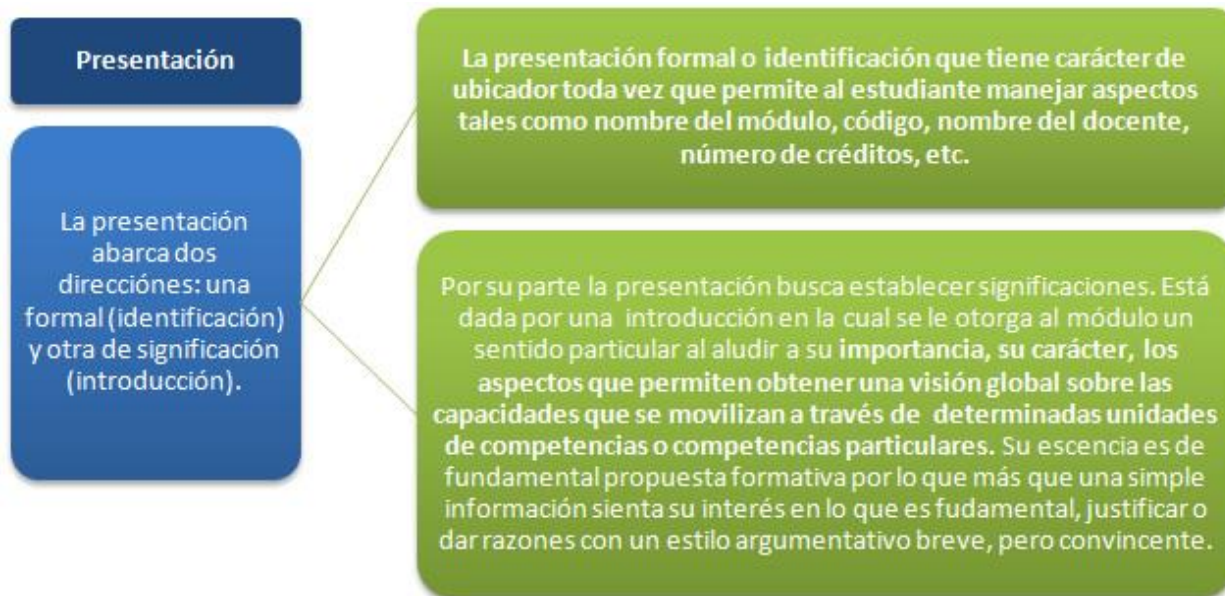 Presentación
La presentación
abarca dos
direcciónes: una
formal (identificación)
y otra de significación
(introducción).
La presentación formal o identificación que tiene carácter de
ubicador toda vez que permite al estudiante manejar aspectos
tales como nombre del módulo, código, nombre del docente,
número de créditos, etc.
Por su parte la presentación busca establecer significaciones. Está
dada por una introducción en la cual se le otorga al módulo un
sentido particular al aludir a su importancia, su carácter, los
aspectos que permiten obtener una visión global sobre las
capacidades que se movilizan a través de determinadas unidades
de competencias o competencias particulares. Su escencia es de
fundamental propuesta formativa por lo que más que una simple
información sienta su interés en lo que es fudamental, justificar o
dar razones con un estilo argumentativo breve, pero convincente.